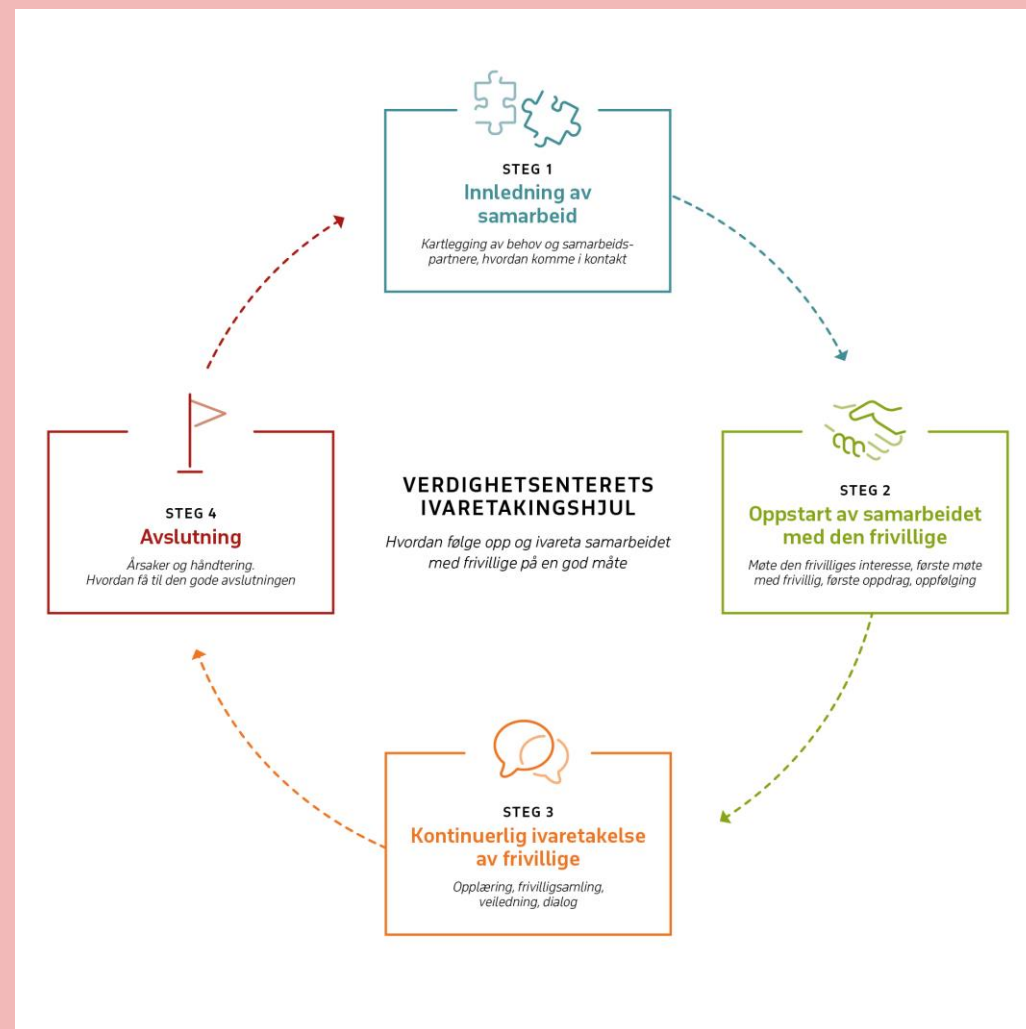 STEG 1
Innledning av
samarbeid
Kartlegging av behov og samarbeids-
partnere, hvordan komme i kontakt
STEG 2
Oppstart av samarbeidet
med den frivillige
Møte den frivilliges interesse, første møte
med frivillig, første oppdrag, oppfølging
STEG 3
Kontinuerlig ivaretakelse
av frivillige
Opplæring, frivilligsamling,
veiledning, dialog
STEG 4
Avslutning
Årsaker og håndtering.
Hvordan få til den gode avslutningen
VERDIGHETSENTERETS
IVARETAKINGSHJUL
Hvordan følge opp og ivareta samarbeidet
med frivillige på en god måte